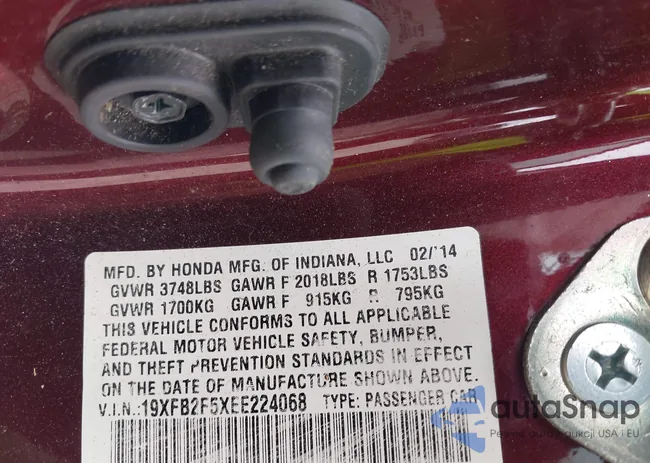 MFD. BY HONDA MFG. OF INDIANA, LLC 02/'14
GVWR 3748LBS GAWR F 2018LBS R 1753LBS
GVWR 1700KG GAWR F 915KG R 795KG
THIS VEHICLE CONFORMS TO ALL APPLICABLE
FEDERAL MOTOR VEHICLE SAFETY, BUMPER,
AND THEFT PREVENTION STANDARDS IN EFFECT
ON THE DATE OF MANUFACTURE SHOWN ABOVE.
V.I.N.:19XFB2F5XEE224068 TYPE: PASSENGER CAR
autoSnap